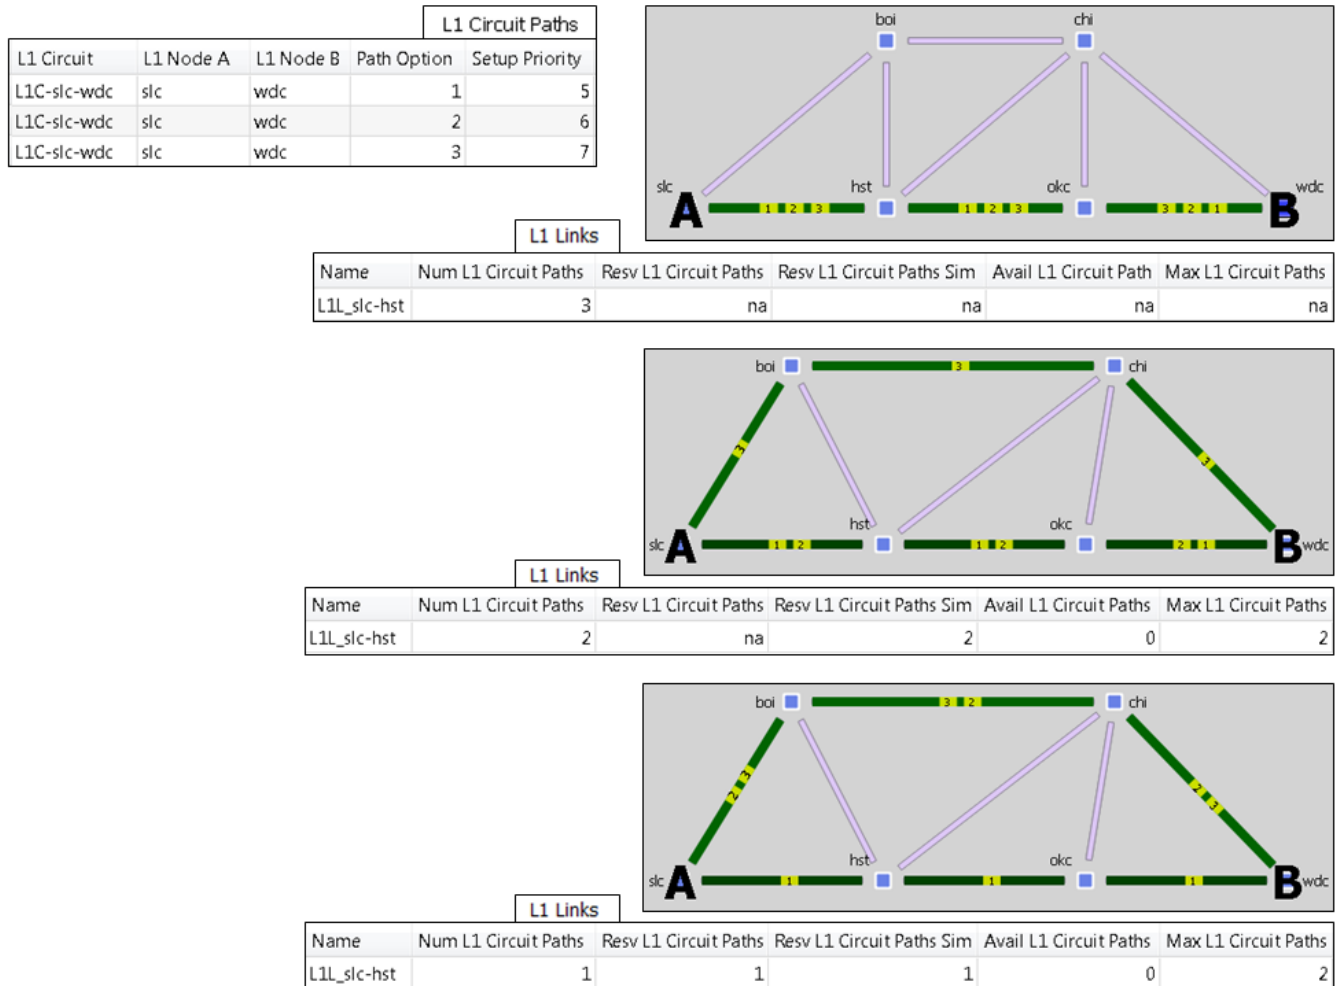 L1 Circuit Paths
L1 Circuit L1 Node A L1 Node B Path Option Setup Priority
L1C-slc-wdc slc wdc 1 5
L1C-slc-wdc slc wdc 2 6
L1C-slc-wdc slc wdc 3 7
boi chi
slc hst okc wdc
A 1 2 3 1 2 3 3 2 1 B
L1 Links
Name Num L1 Circuit Paths Resv L1 Circuit Paths Resv L1 Circuit Paths Sim Avail L1 Circuit Path Max L1 Circuit Paths
L1L_slc-hst 3 na na na na
boi 3 chi
3 3
hst okc
slc A 1 2 1 2 2 1 B wdc
L1 Links
Name Num L1 Circuit Paths Resv L1 Circuit Paths Resv L1 Circuit Paths Sim Avail L1 Circuit Paths Max L1 Circuit Paths
L1L_slc-hst 2 na 2 0 2
boi 3 2 chi
2 3 2 3
hst okc
slc A 1 1 1 B wdc
L1 Links
Name Num L1 Circuit Paths Resv L1 Circuit Paths Resv L1 Circuit Paths Sim Avail L1 Circuit Paths Max L1 Circuit Paths
L1L_slc-hst 1 1 1 0 2